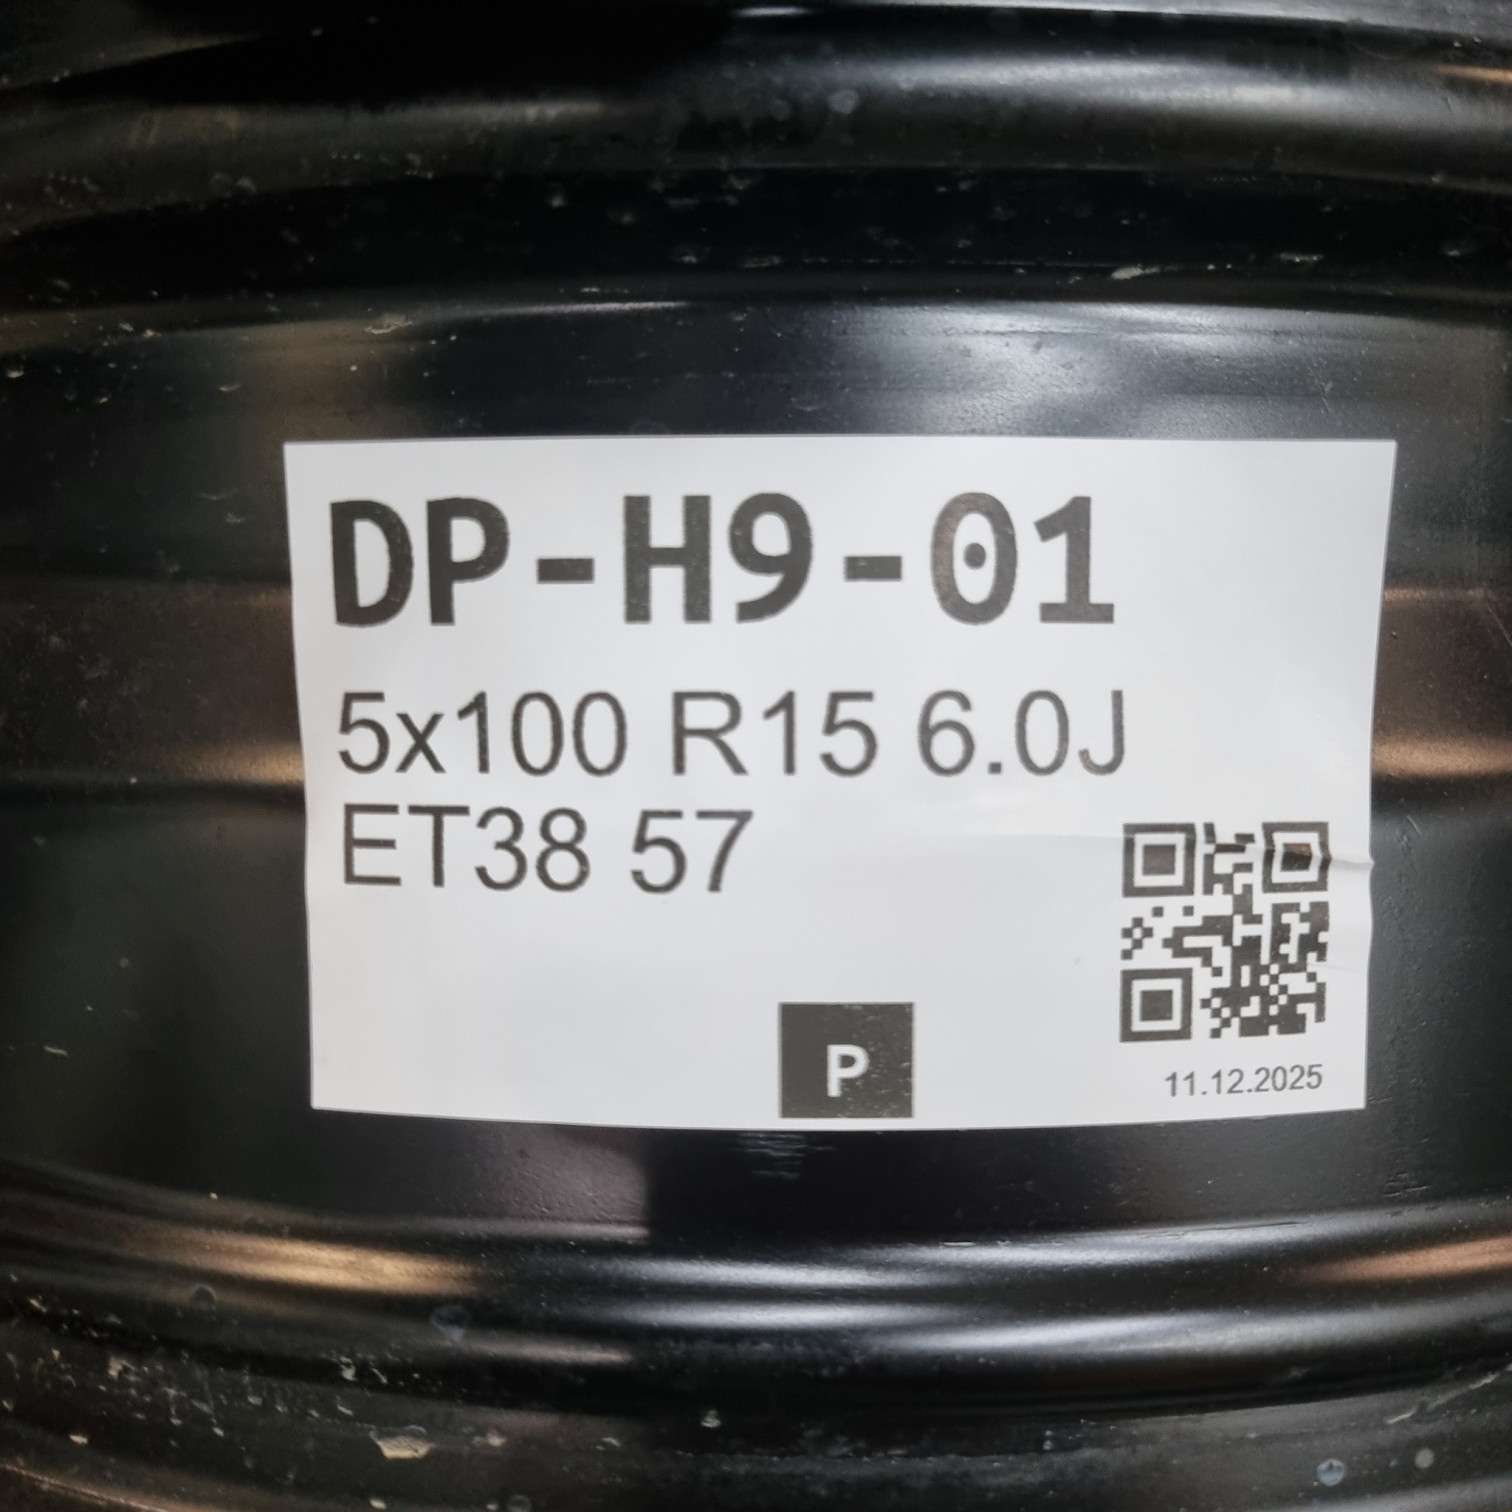 DP-H9-01
5x100 R15 6.0J
ET38 57
P
11.12.2025